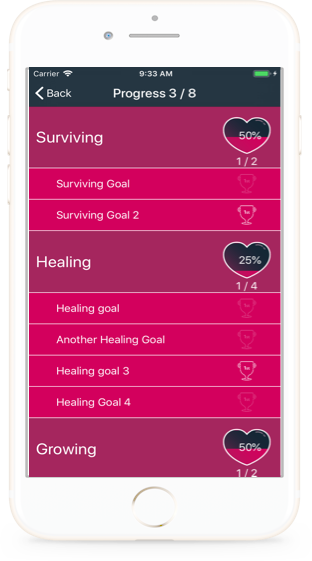 Carrier 9:33 AM
Back Progress 3 / 8
Surviving 50%
1 / 2
Surviving Goal
Surviving Goal 2
Healing 25%
1 / 4
Healing goal
Another Healing Goal
Healing goal 3
Healing Goal 4
Growing 50%
1 / 2